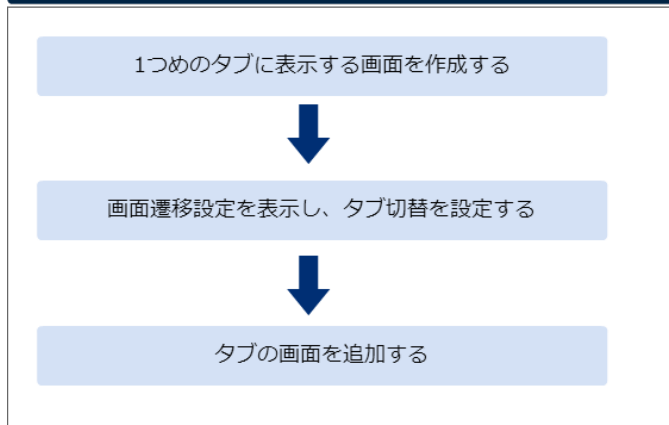 1つめのタブに表示する画面を作成する
画面遷移設定を表示し、タブ切替を設定する
タブの画面を追加する